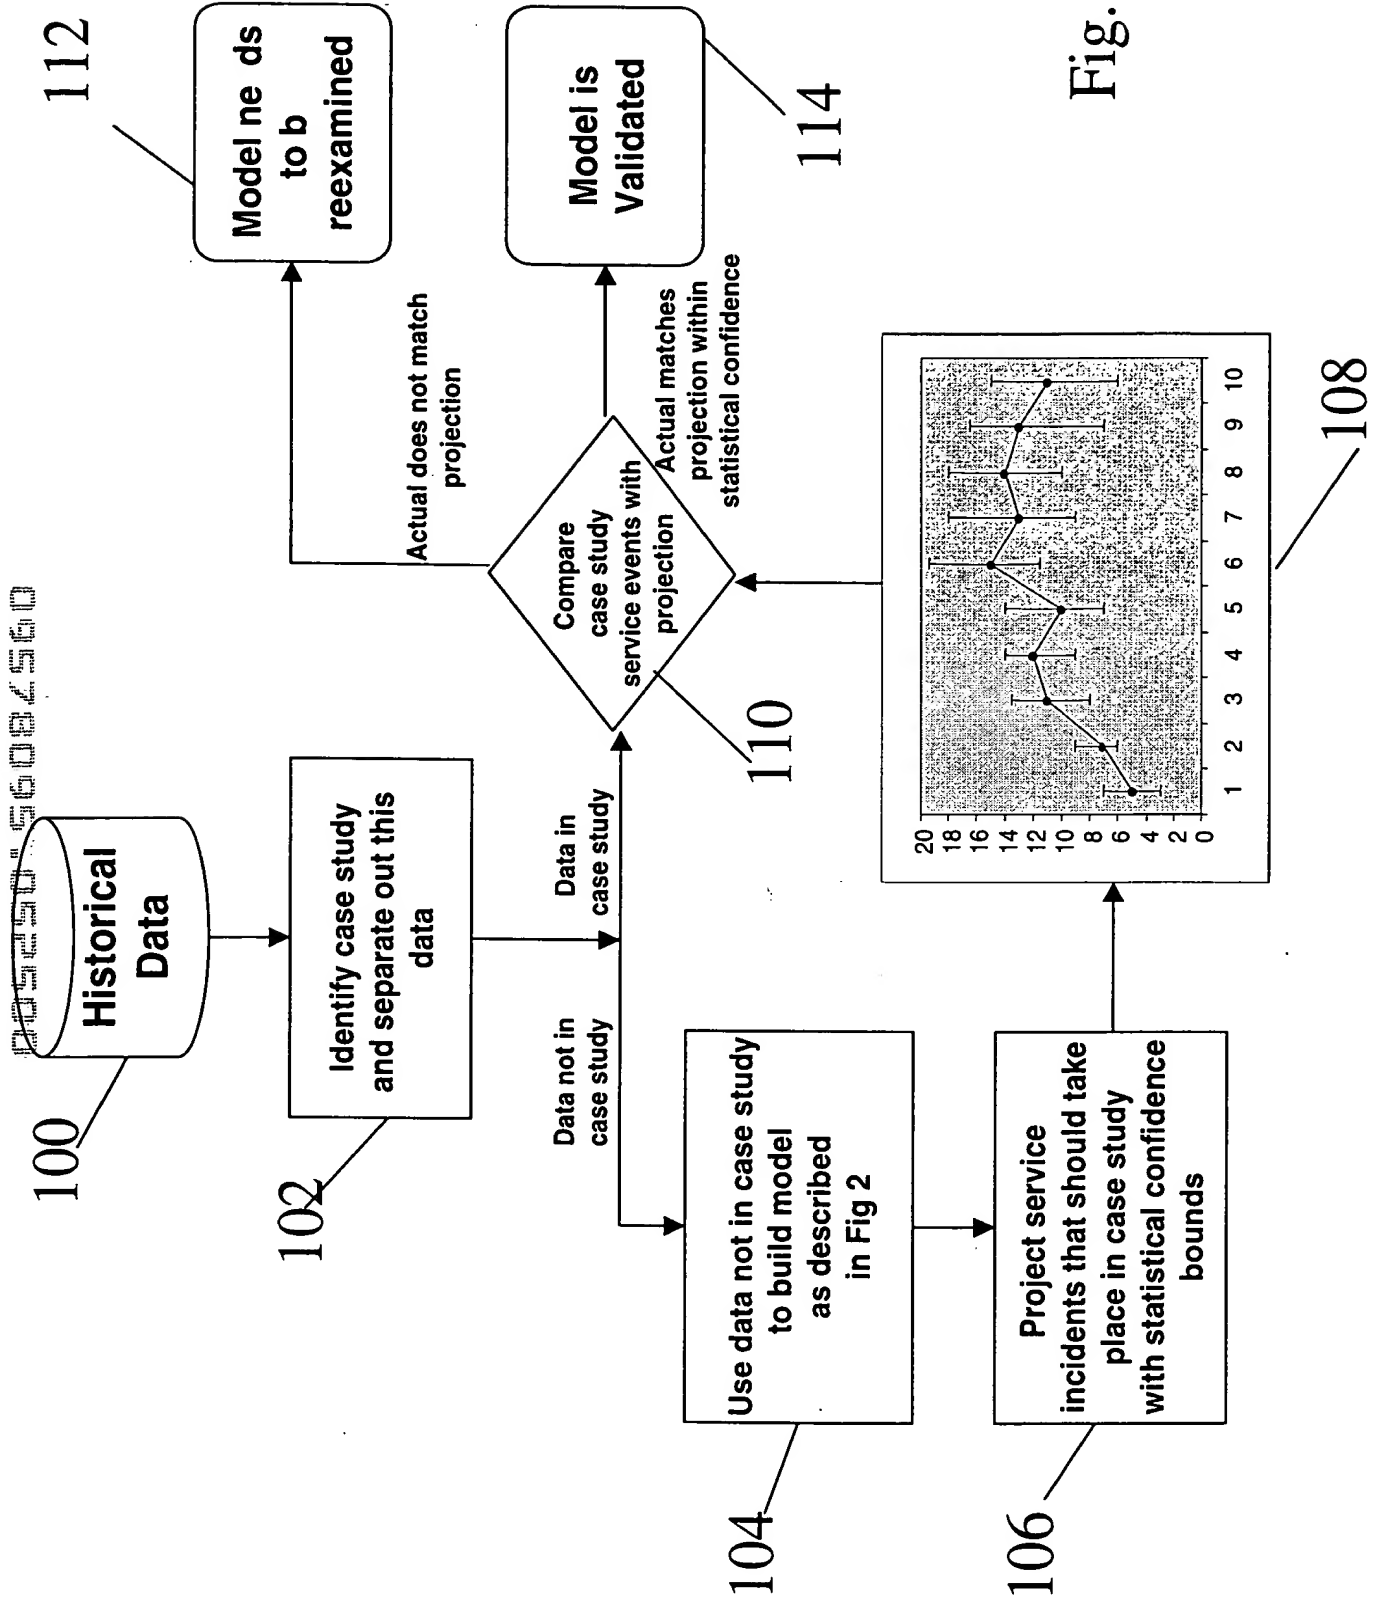 09578095.052500
100
Historical
Data
102
Identify case study
and separate out this
data
Data not in
case study
Data in
case study
104
Use data not in case study
to build model
as described
in Fig 2
106
Project service
incidents that should take
place in case study
with statistical confidence
bounds
20
18
16
14
12
10
8
6
4
2
0
1
2
3
4
5
6
7
8
9
10
108
110
Compare
case study
service events with
projection
Actual does not match
projection
Actual matches
projection within
statistical confidence
112
Model ne ds
to b
reexamined
114
Model is
Validated
Fig.